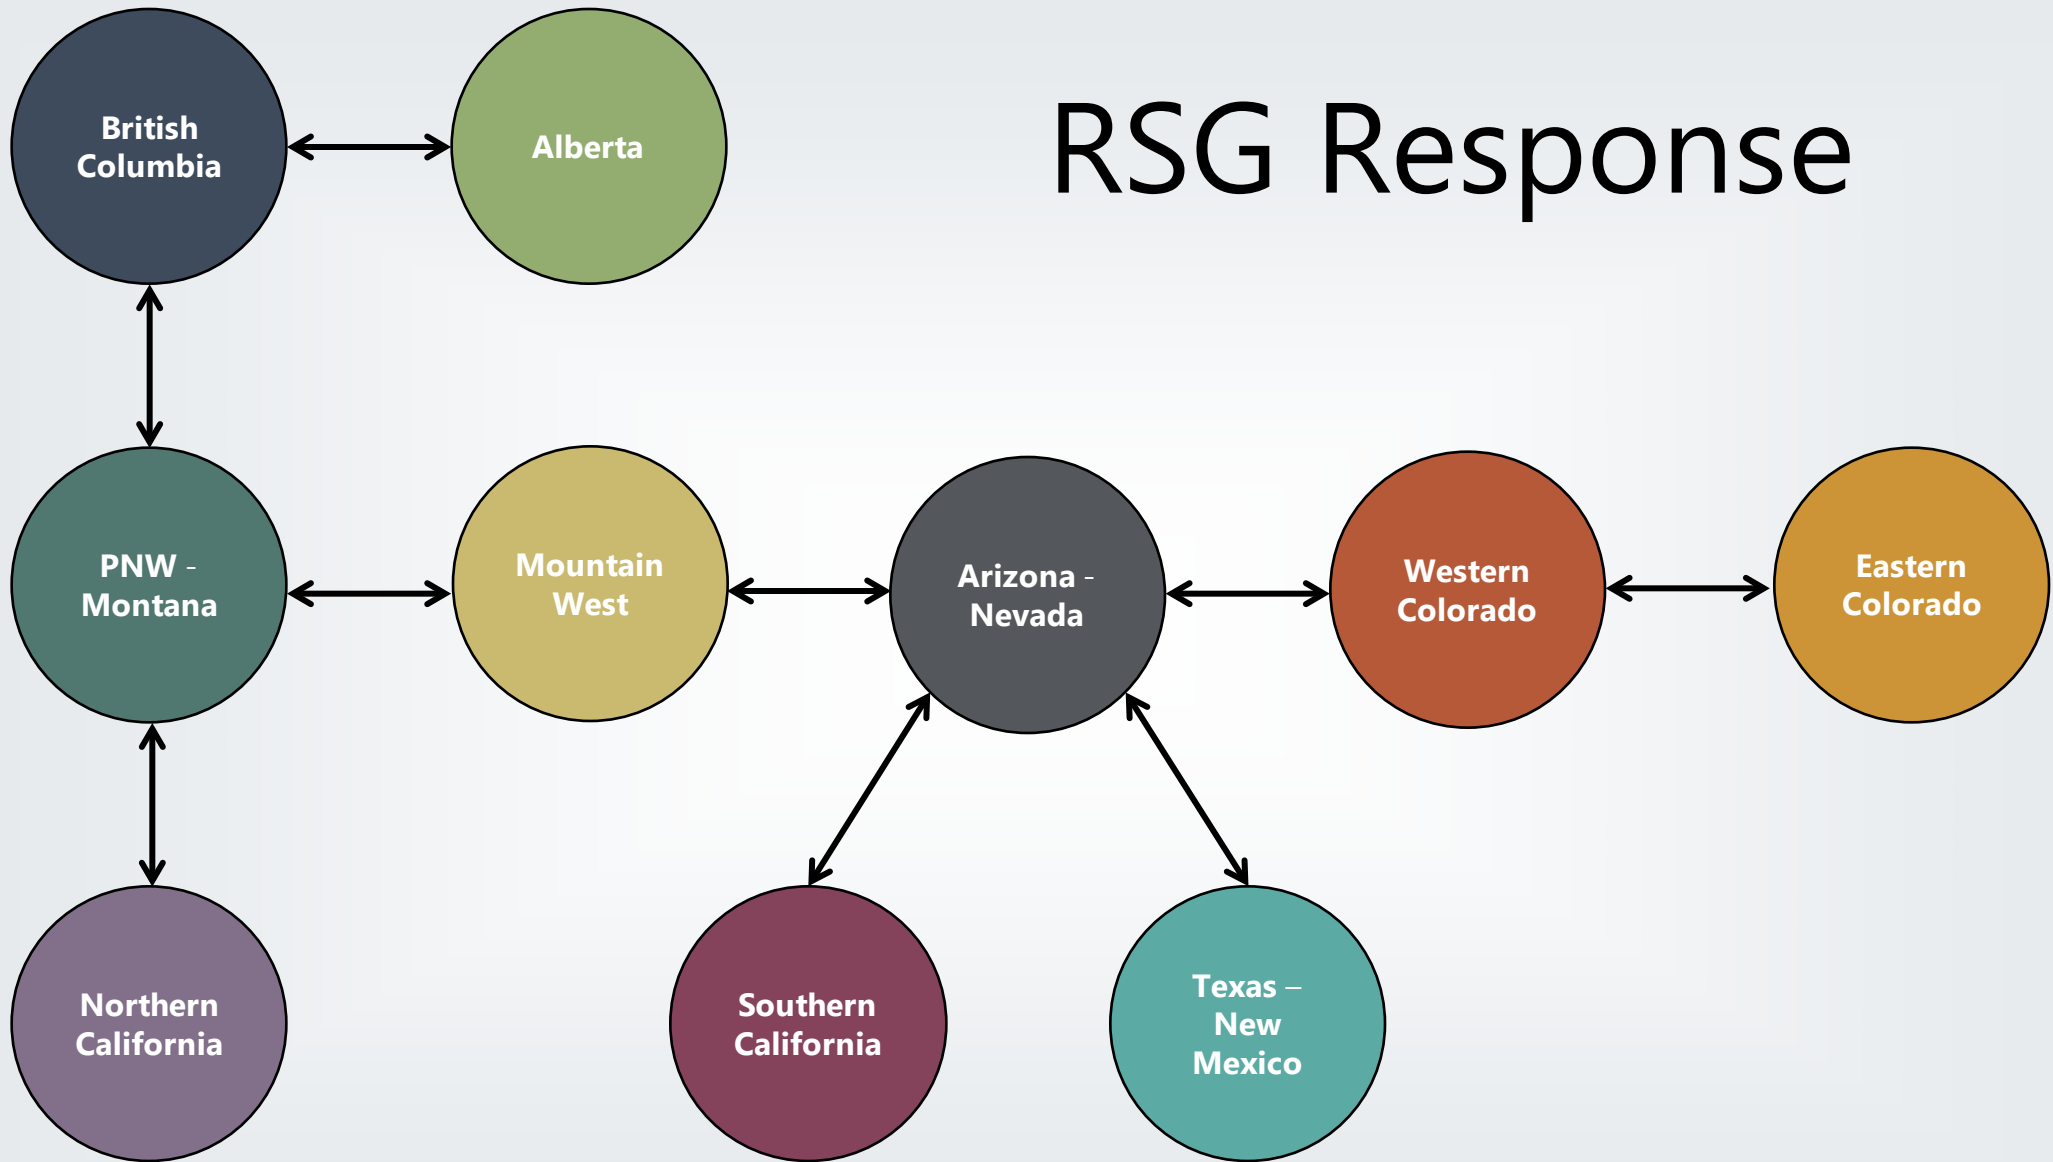 British
Columbia
Alberta
RSG Response
PNW -
Montana
Mountain
West
Arizona -
Nevada
Western
Colorado
Eastern
Colorado
Northern
California
Southern
California
Texas –
New
Mexico